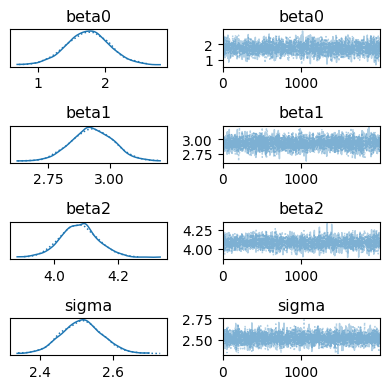 beta0 beta0
2
1
1 2 0 1000
beta1 beta1
3.00
2.75
2.75 3.00 0 1000
beta2 beta2
4.25
4.00
4.0 4.2 0 1000
sigma sigma
2.75
2.50
2.4 2.6 0 1000